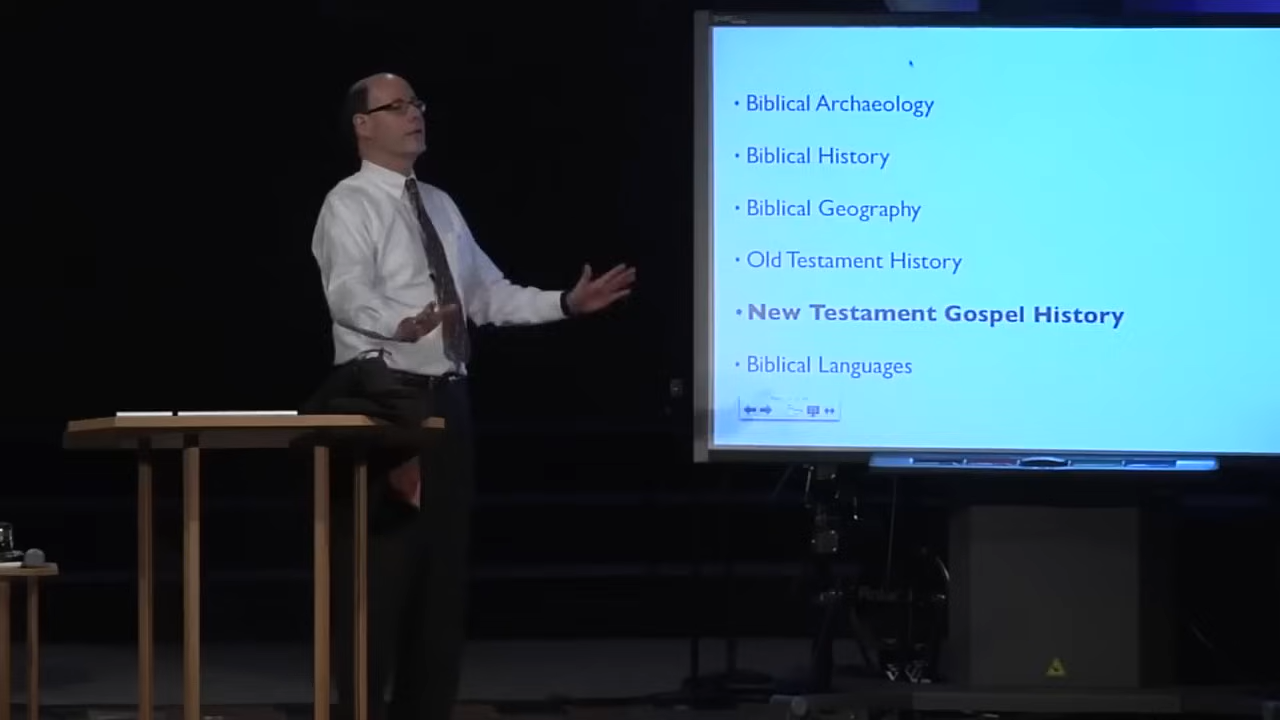 • Biblical Archaeology
• Biblical History
• Biblical Geography
• Old Testament History
• New Testament Gospel History
• Biblical Languages